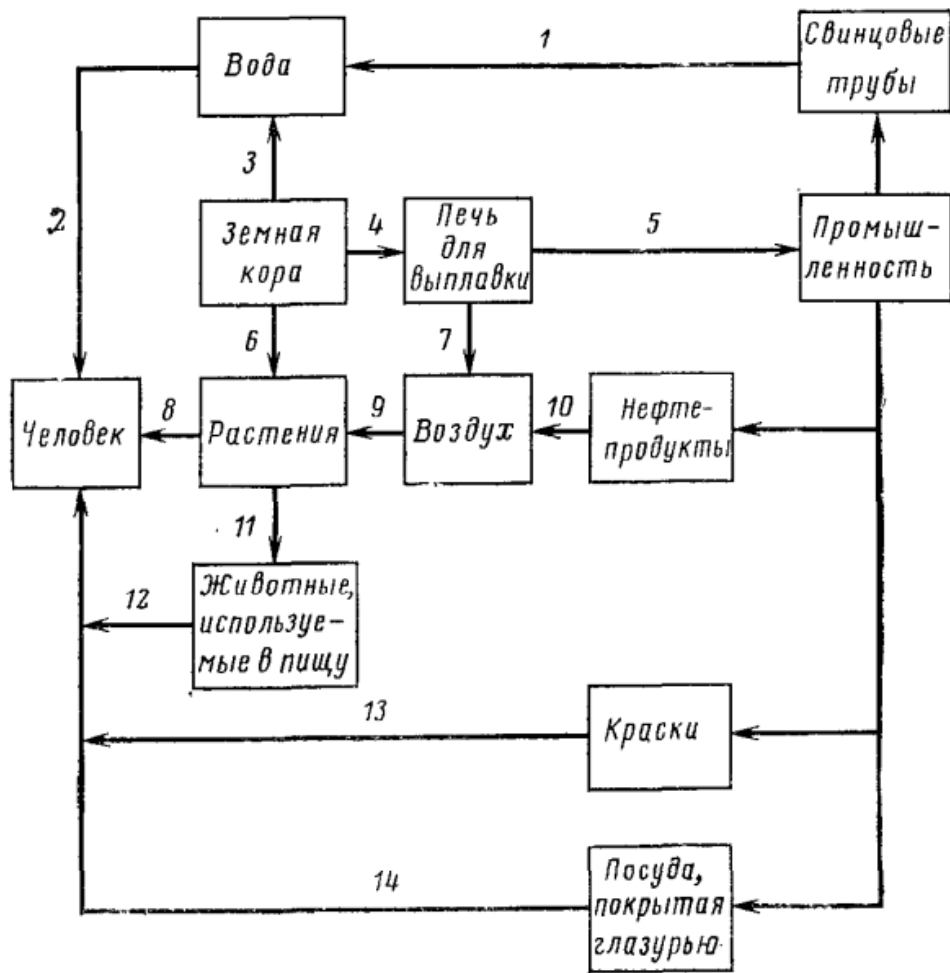 1
Свинцовые
трубы
Вода
3
2
Земная
кора
4
Печь
для
выплавки
5
Промыш-
ленность
6
7
Человек
8
Растения
9
Воздух
10
Нефте-
продукты
11
Животные,
используе-
мые в пищу
12
13
Краски
14
Посуда,
покрытая
глазурью